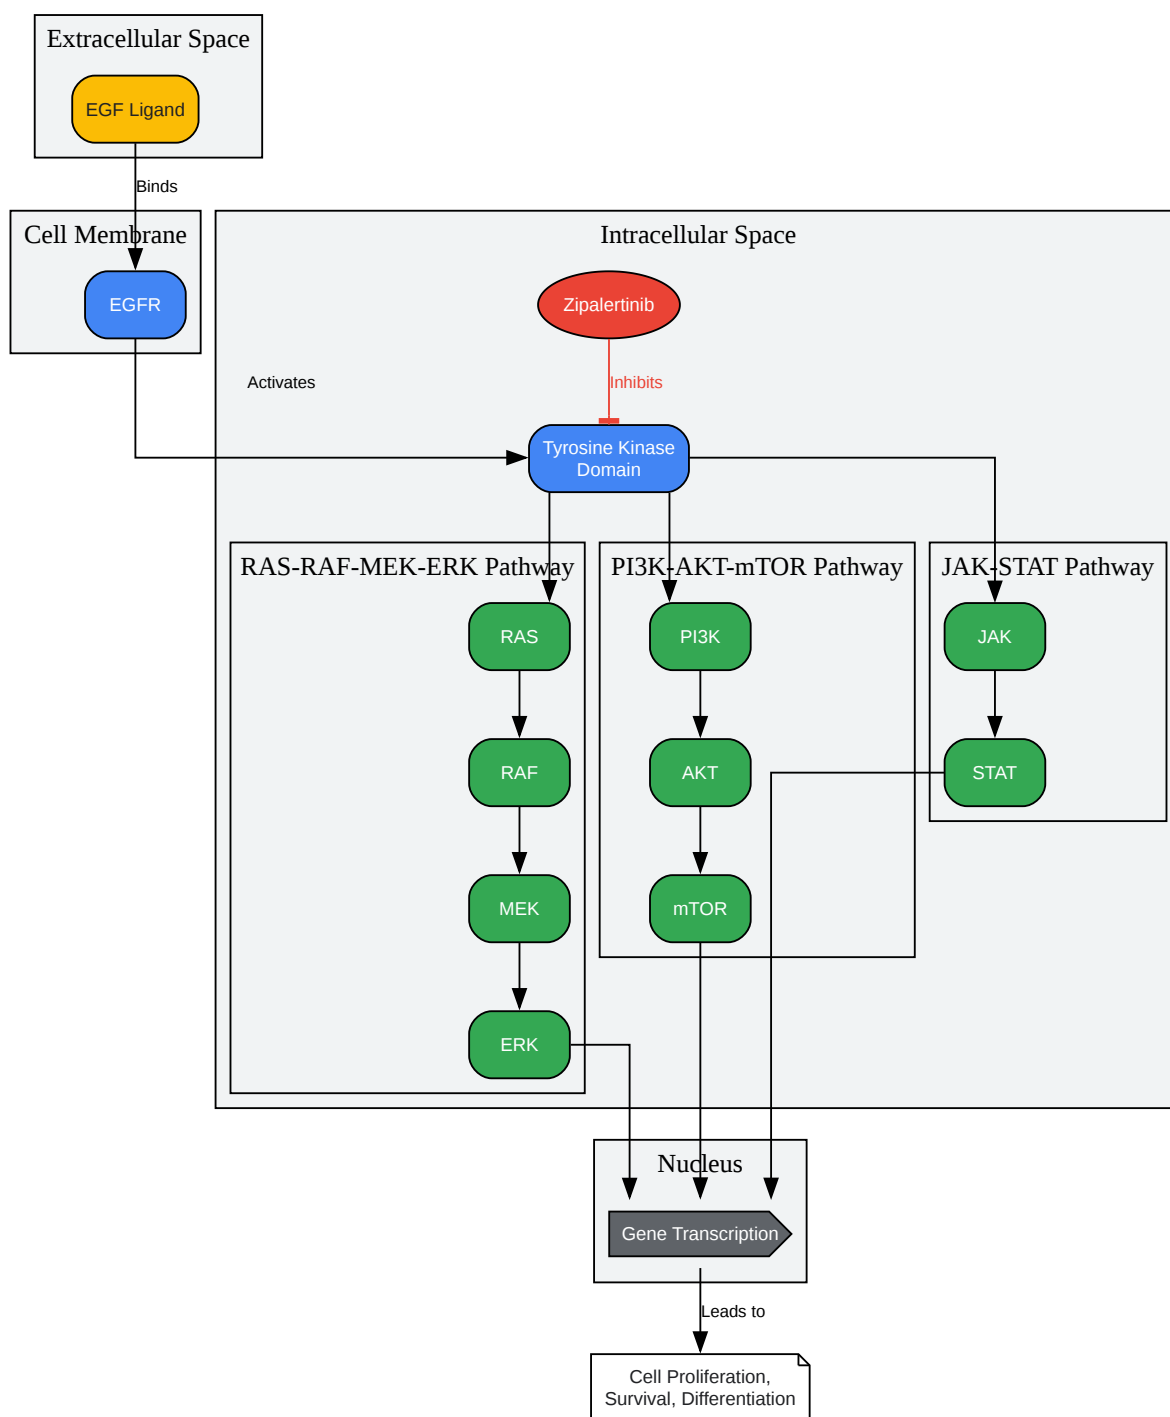 Extracellular Space
EGF Ligand
Binds
Cell Membrane
EGFR
Intracellular Space
Zipalertinib
Activates
Inhibits
Tyrosine Kinase
Domain
RAS-RAF-MEK-ERK Pathway
RAS
RAF
MEK
ERK
PI3K-AKT-mTOR Pathway
PI3K
AKT
mTOR
JAK-STAT Pathway
JAK
STAT
Nucleus
Gene Transcription
Leads to
Cell Proliferation,
Survival, Differentiation